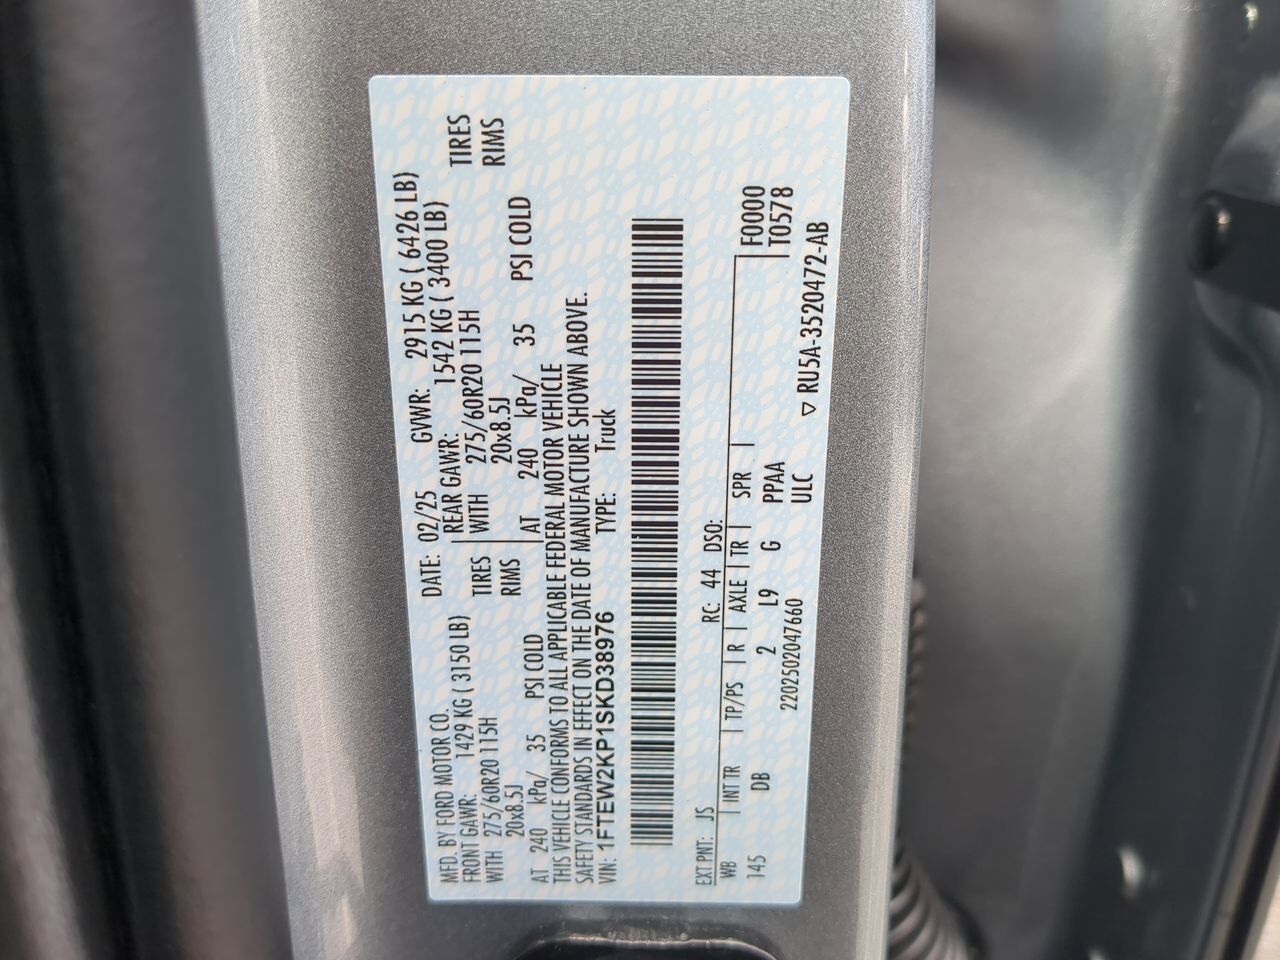 MFD. BY FORD MOTOR CO.
DATE: 02/25 GVWR: 2915 KG ( 6426 LB)
FRONT GAWR: 1429 KG ( 3150 LB)
REAR GAWR: 1542 KG ( 3400 LB)
WITH 275/60R20 115H TIRES
WITH 275/60R20 115H TIRES
20x8.5J RIMS
20x8.5J RIMS
AT 240 kPa/ 35 PSI COLD
AT 240 kPa/ 35 PSI COLD
THIS VEHICLE CONFORMS TO ALL APPLICABLE FEDERAL MOTOR VEHICLE
SAFETY STANDARDS IN EFFECT ON THE DATE OF MANUFACTURE SHOWN ABOVE.
VIN: 1FTEW2KP1SKD38976 TYPE: Truck
EXT PNT: JS RC: 44 DSO:
WB INT TR TP/PS R AXLE TR SPR F0000
145 DB 2 L9 G PPAA T0578
220250204­7660 ULC
▽ RU5A-3520472-AB